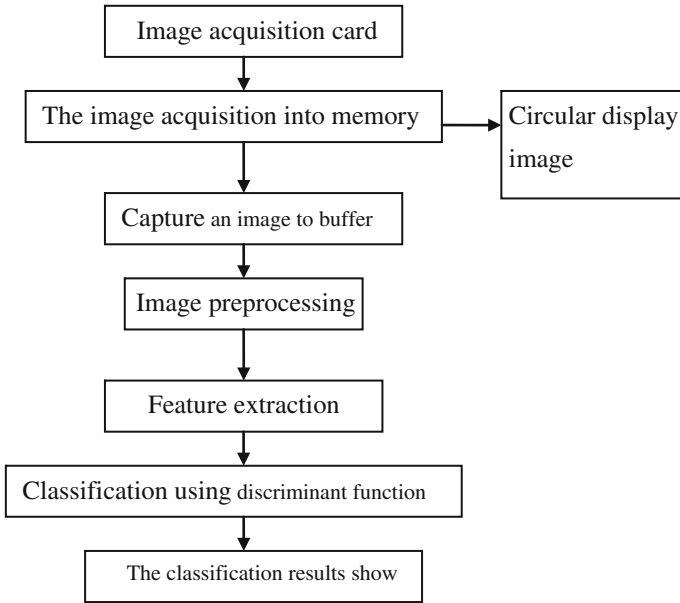 Image acquisition card
The image acquisition into memory
Circular display
image
Capture an image to buffer
Image preprocessing
Feature extraction
Classification using discriminant function
The classification results show